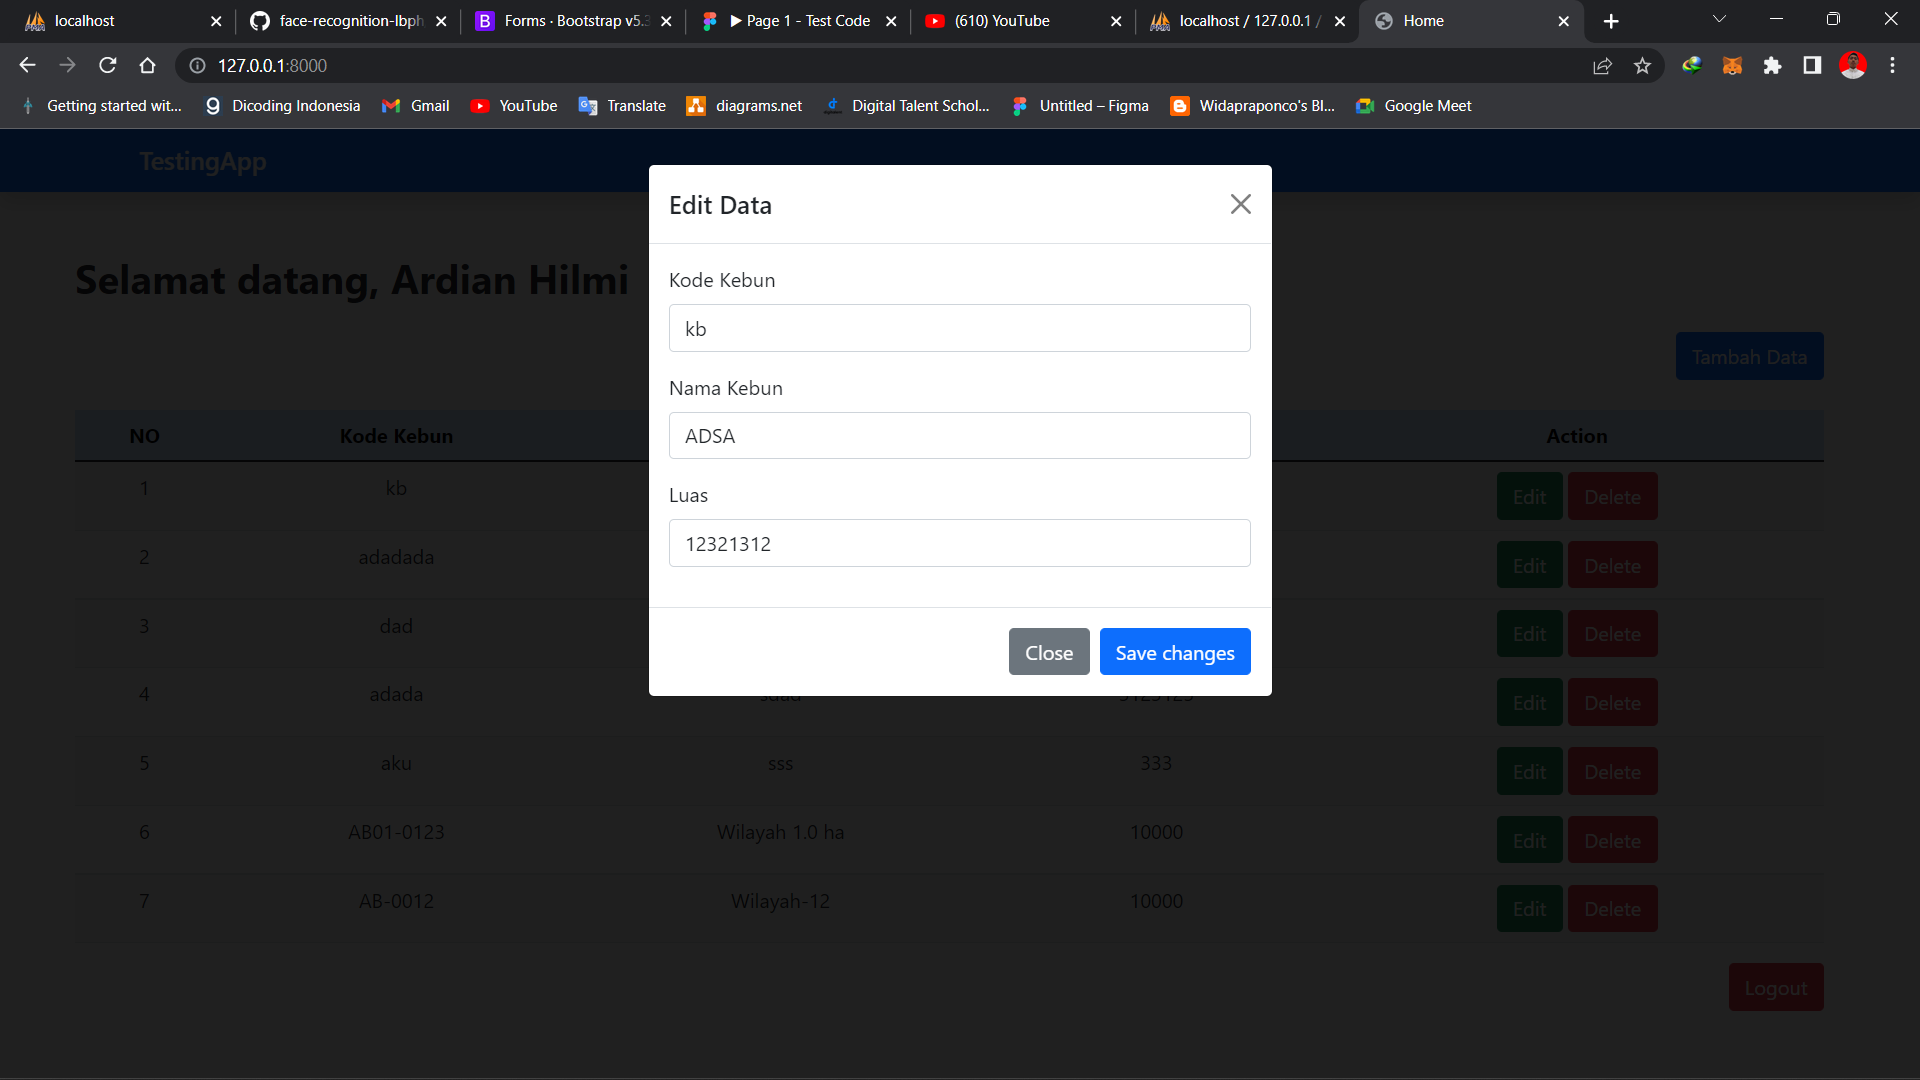 localhost
face-recognition-lbph
Forms · Bootstrap v5.3
Page 1 - Test Code
(610) YouTube
localhost / 127.0.0.1 /
Home
127.0.0.1:8000
Getting started wit...
Dicoding Indonesia
Gmail
YouTube
Translate
diagrams.net
Digital Talent Schol...
Untitled – Figma
Widapraponco's Bl...
Google Meet
TestingApp
Edit Data
Selamat datang, Ardian Hilmi
Kode Kebun
kb
Nama Kebun
ADSA
Luas
12321312
Close Save changes
Tambah Data
NO Kode Kebun Action
1 kb Edit Delete
2 adadada Edit Delete
3 dad Edit Delete
4 adada sdad 3123123 Edit Delete
5 aku sss 333 Edit Delete
6 AB01-0123 Wilayah 1.0 ha 10000 Edit Delete
7 AB-0012 Wilayah-12 10000 Edit Delete
Logout